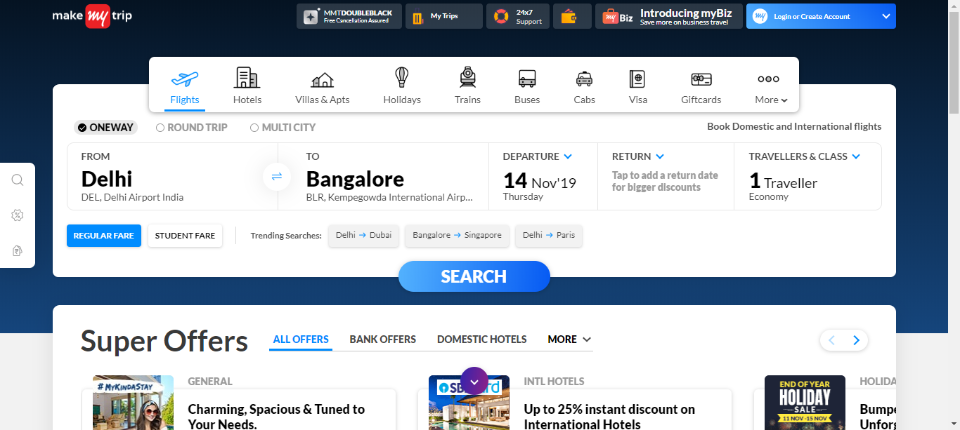 make my trip
MMTDOUBLEBLACK
Free Cancellation Assured
My Trips
24x7
Support
my Biz
Introducing myBiz
Save more on business travel
my
Login or Create Account
Flights
Hotels
Villas & Apts
Holidays
Trains
Buses
Cabs
Visa
Giftcards
More
ONEWAY
ROUND TRIP
MULTI CITY
Book Domestic and International flights
FROM
Delhi
DEL, Delhi Airport India
TO
Bangalore
BLR, Kempegowda International Airp...
DEPARTURE
14 Nov'19
Thursday
RETURN
Tap to add a return date
for bigger discounts
TRAVELLERS & CLASS
1 Traveller
Economy
REGULAR FARE
STUDENT FARE
Trending Searches:
Delhi → Dubai
Bangalore → Singapore
Delhi → Paris
SEARCH
Super Offers
ALL OFFERS
BANK OFFERS
DOMESTIC HOTELS
MORE
#MYKINDASTAY
GENERAL
Charming, Spacious & Tuned to
Your Needs.
INTL HOTELS
Up to 25% instant discount on
International Hotels
END OF YEAR
HOLIDAY
SALE
11 NOV - 15 NOV